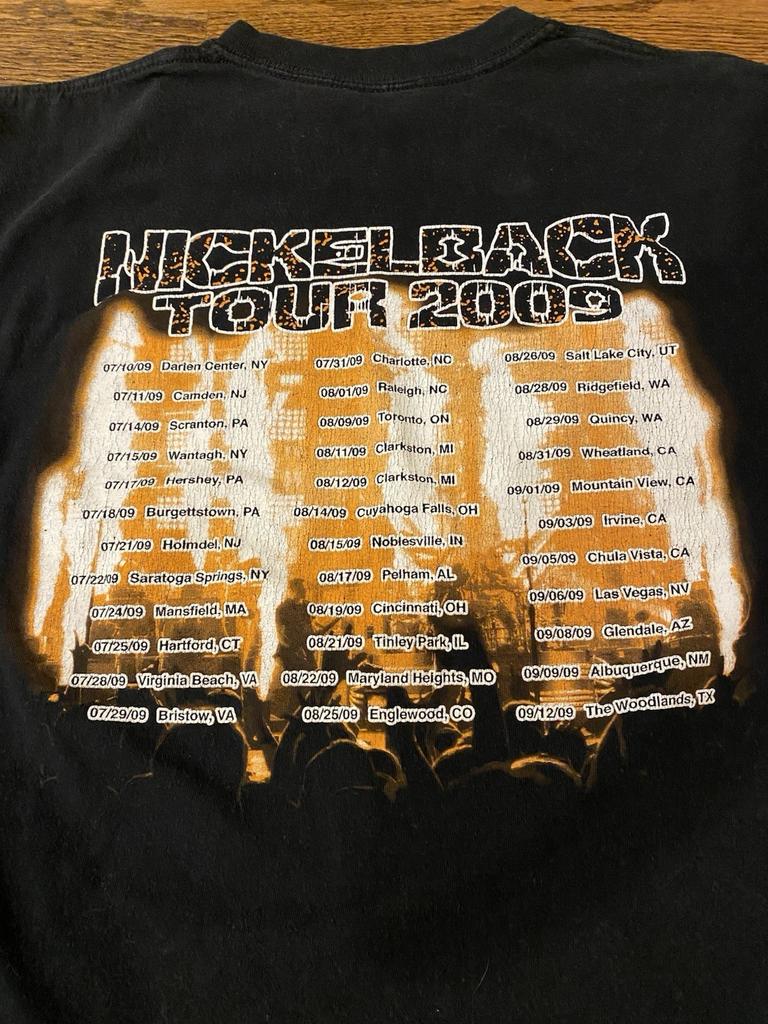 NICKELBACK
TOUR 2009
07/10/09 Darien Center, NY
07/11/09 Camden, NJ
07/14/09 Scranton, PA
07/15/09 Wantagh, NY
07/17/09 Hershey, PA
07/18/09 Burgettstown, PA
07/21/09 Holmdel, NJ
07/22/09 Saratoga Springs, NY
07/24/09 Mansfield, MA
07/25/09 Hartford, CT
07/28/09 Virginia Beach, VA
07/29/09 Bristow, VA
07/31/09 Charlotte, NC
08/01/09 Raleigh, NC
08/09/09 Toronto, ON
08/11/09 Clarkston, MI
08/12/09 Clarkston, MI
08/14/09 Cuyahoga Falls, OH
08/15/09 Noblesville, IN
08/17/09 Pelham, AL
08/19/09 Cincinnati, OH
08/21/09 Tinley Park, IL
08/22/09 Maryland Heights, MO
08/25/09 Englewood, CO
08/26/09 Salt Lake City, UT
08/28/09 Ridgefield, WA
08/29/09 Quincy, WA
08/31/09 Wheatland, CA
09/01/09 Mountain View, CA
09/03/09 Irvine, CA
09/05/09 Chula Vista, CA
09/06/09 Las Vegas, NV
09/08/09 Glendale, AZ
09/09/09 Albuquerque, NM
09/12/09 The Woodlands, TX